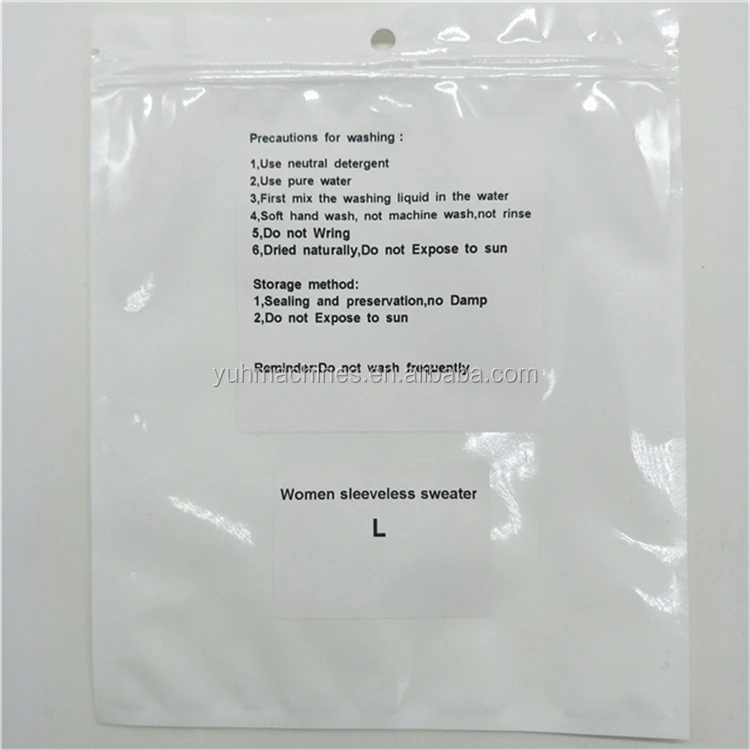 Precautions for washing :
1,Use neutral detergent
2,Use pure water
3,First mix the washing liquid in the water
4,Soft hand wash, not machine wash,not rinse
5,Do not Wring
6,Dried naturally,Do not Expose to sun
Storage method:
1,Sealing and preservation,no Damp
2,Do not Expose to sun
Reminder:Do not wash frequently
yuhmachines.en.alibaba.com
Women sleeveless sweater
L